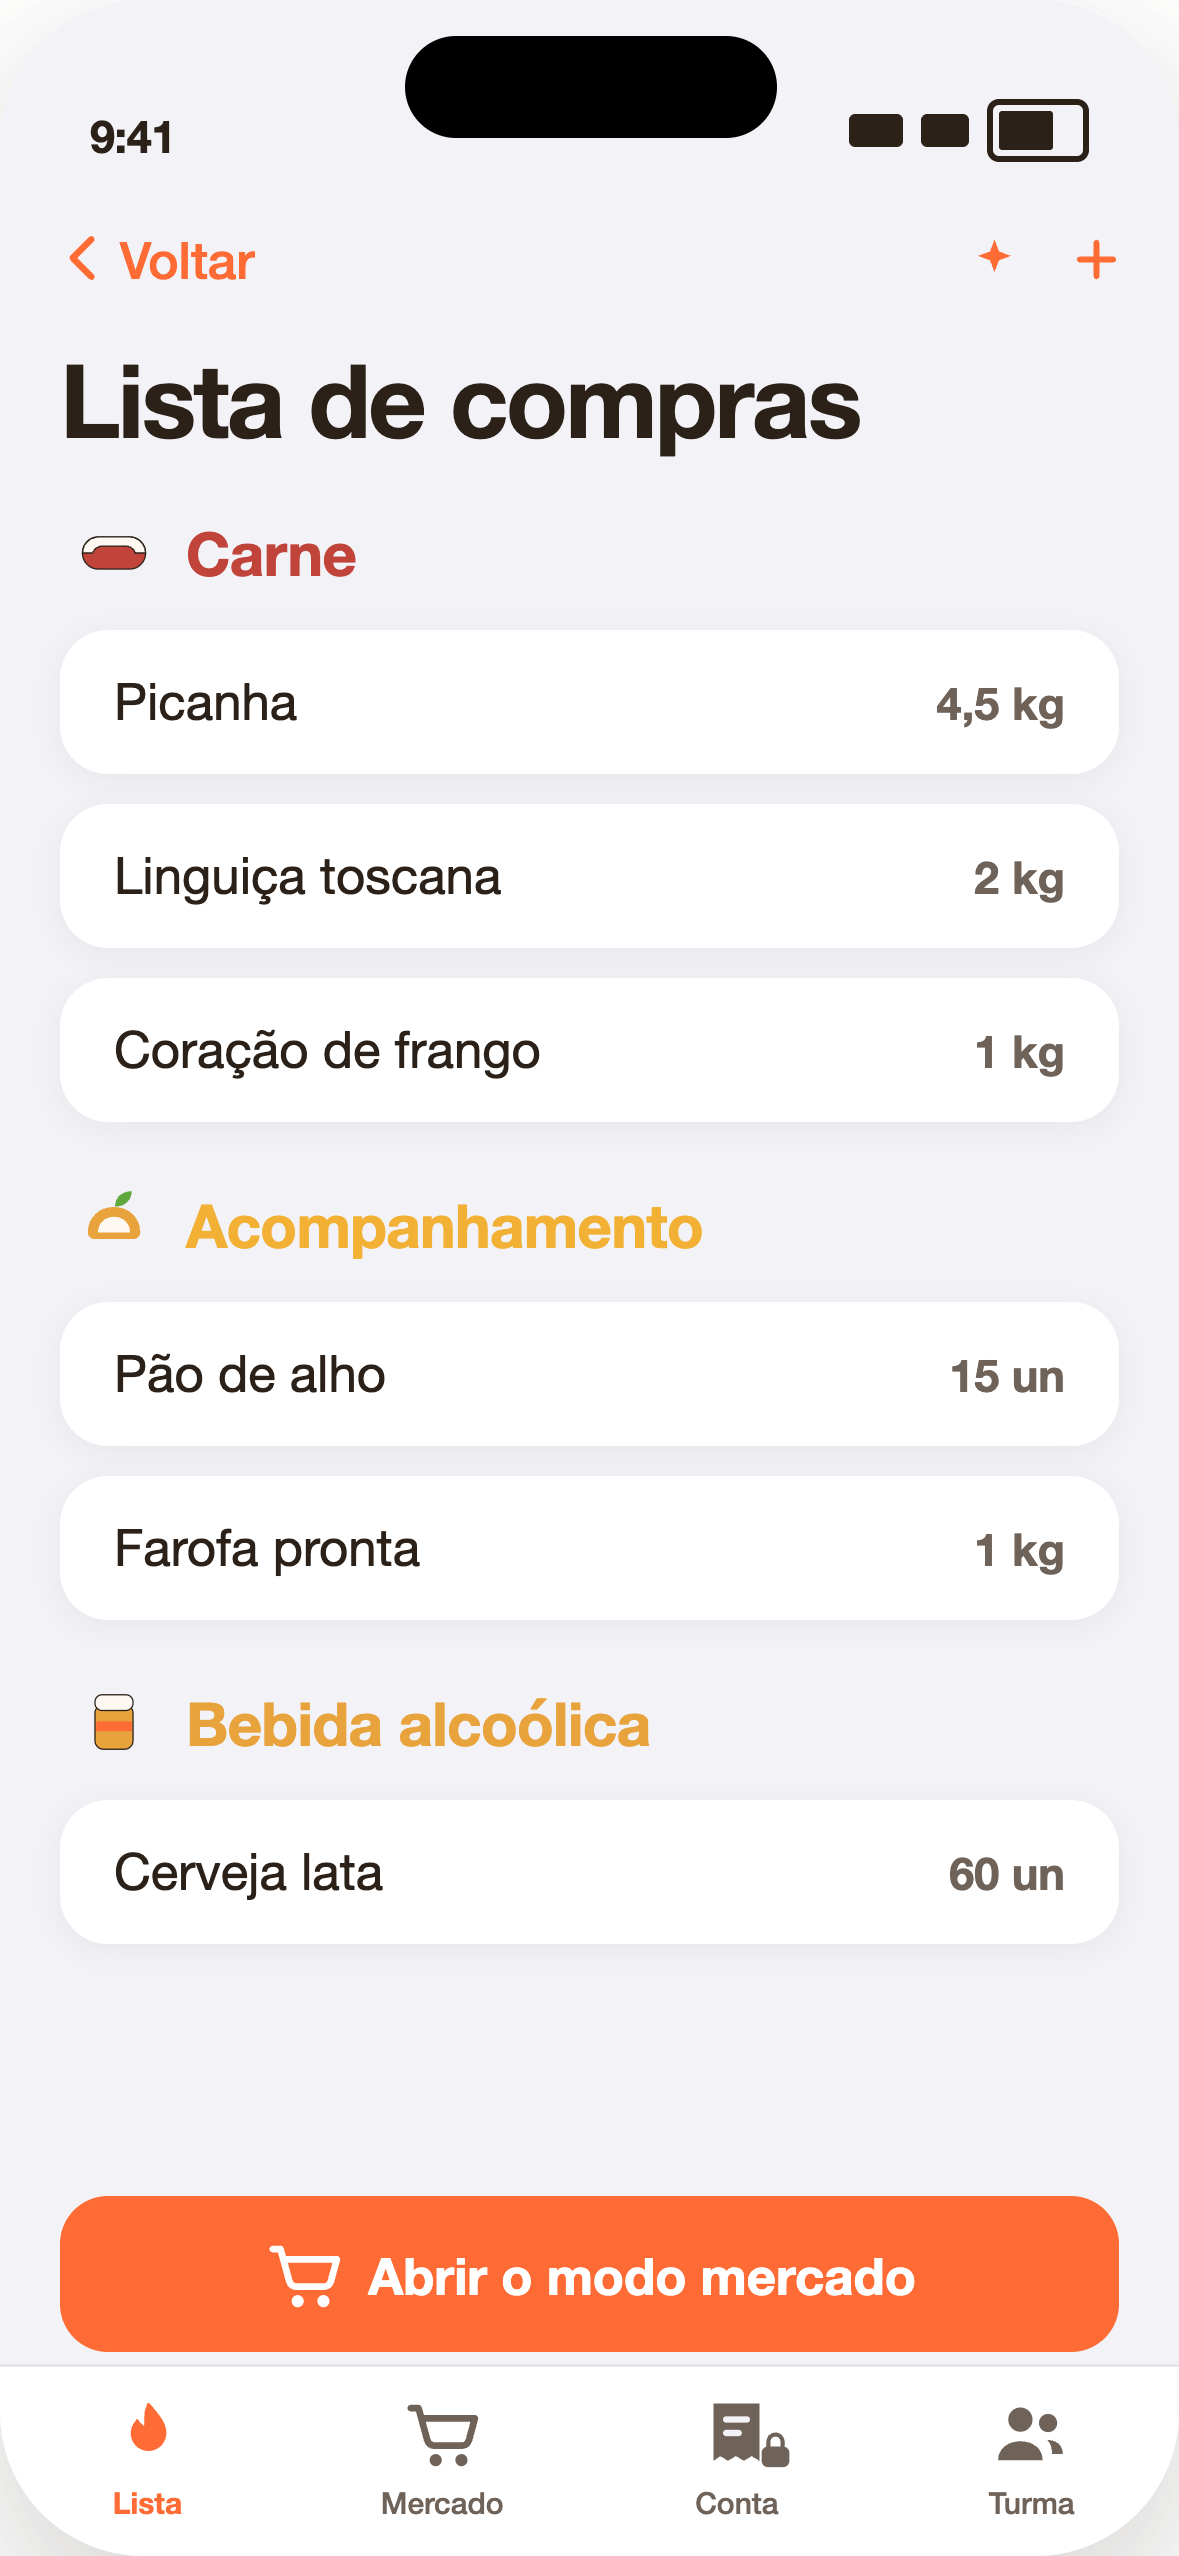 9:41
Voltar
Lista de compras
Carne
Picanha 4,5 kg
Linguiça toscana 2 kg
Coração de frango 1 kg
Acompanhamento
Pão de alho 15 un
Farofa pronta 1 kg
Bebida alcoólica
Cerveja lata 60 un
Abrir o modo mercado
Lista Mercado Conta Turma